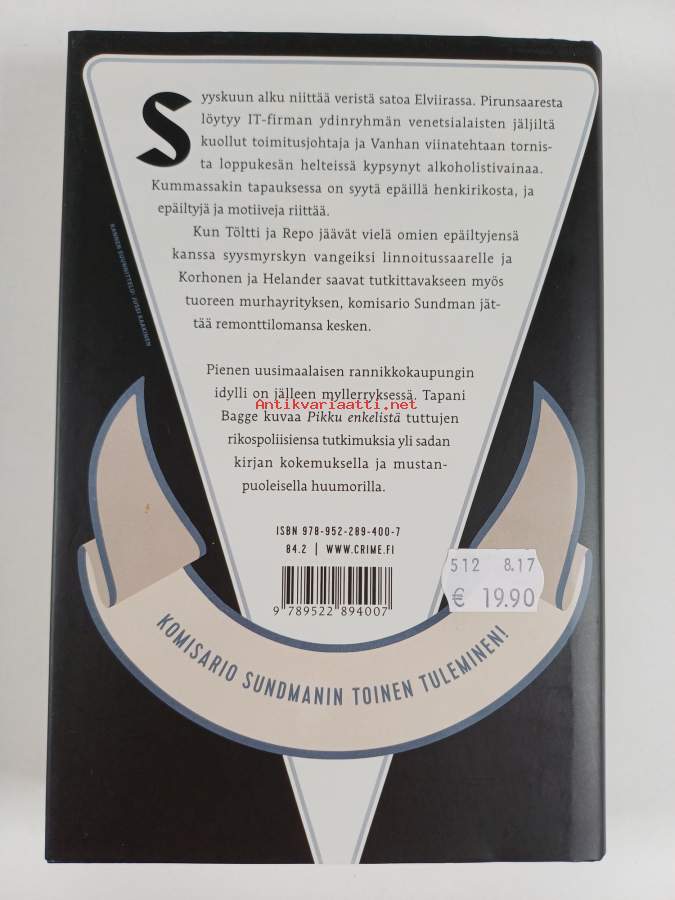 Syyskuun alku niittää veristä satoa Elviirassa. Pirunsaaresta
löytyy IT-firman ydinryhmän venetsialaisten jäljiltä
kuollut toimitusjohtaja ja Vanhan viinatehtaan tornis-
ta loppukesän helteissä kypsynyt alkoholistivainaa.
Kummassakin tapauksessa on syytä epäillä henkirikosta, ja
epäiltyjä ja motiiveja riittää.
Kun Töltti ja Repo jäävät vielä omien epäiltyjensä
kanssa syysmyrskyn vangeiksi linnoitussaarelle ja
Korhonen ja Helander saavat tutkittavakseen myös
tuoreen murhayrityksen, komisario Sundman jät-
tää remonttilomansa kesken.
Pienen uusimaalaisen rannikkokaupungin
idylli on jälleen myllerryksessä. Tapani
Antikvariaatti.net
Bagge kuvaa Pikku enkelistä tuttujen
rikospoliisiensa tutkimuksia yli sadan
kirjan kokemuksella ja mustan-
puoleisella huumorilla.
KANNEN SUUNNITTELU: JUSSI KAAKINEN
ISBN 978-952-289-400-7
84.2 | WWW.CRIME.FI
9 789522 894007
512 8.17
€ 19.90
KOMISARIO SUNDMANIN TOINEN TULEMINEN!